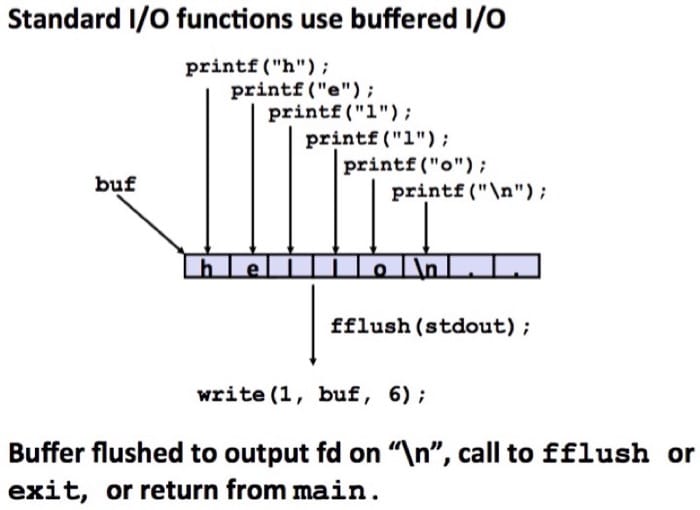 Standard I/O functions use buffered I/O
printf("h");
printf("e");
printf("l");
printf("l");
printf("o");
printf("\n");
buf
h e l l o \n . .
fflush(stdout);
write(1, buf, 6);
Buffer flushed to output fd on “\n”, call to fflush or
exit, or return from main.